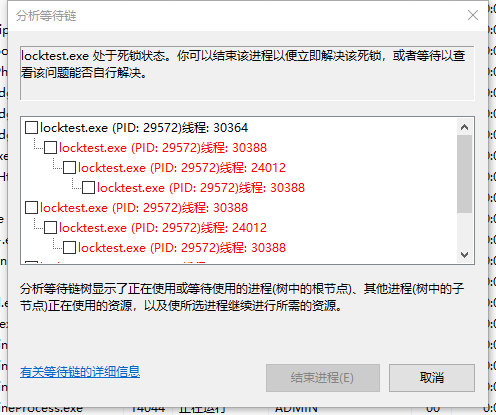 分析等待链
locktest.exe 处于死锁状态。你可以结束该进程以便立即解决该死锁，或者等待以查
看该问题能否自行解决。
locktest.exe (PID: 29572)线程: 30364
locktest.exe (PID: 29572)线程: 30388
locktest.exe (PID: 29572)线程: 24012
locktest.exe (PID: 29572)线程: 30388
locktest.exe (PID: 29572)线程: 30388
locktest.exe (PID: 29572)线程: 24012
locktest.exe (PID: 29572)线程: 30388
分析等待链树显示了正在使用或等待使用的进程(树中的根节点)、其他进程(树中的子
节点)正在使用的资源，以及使所选进程继续进行所需的资源。
有关等待链的详细信息
结束进程(E) 取消
ineProcess.exe 14044 正在运行 ADMIN 00